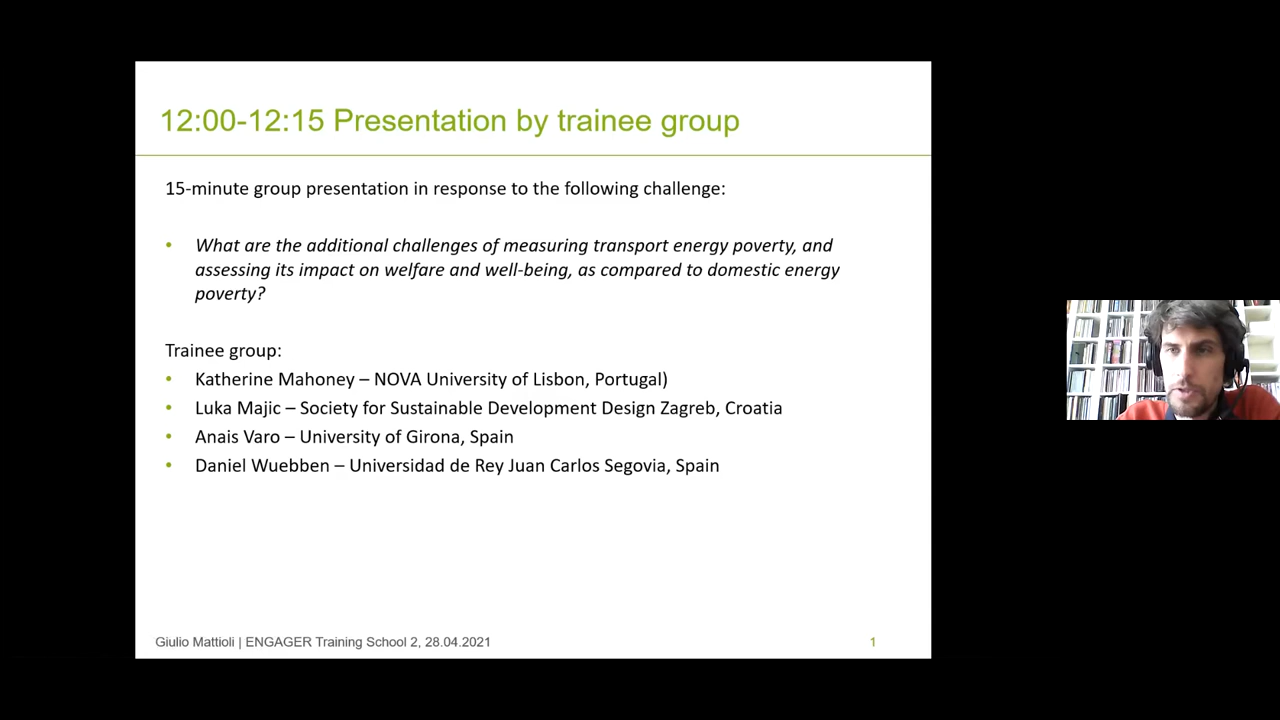 12:00-12:15 Presentation by trainee group
15-minute group presentation in response to the following challenge:
• What are the additional challenges of measuring transport energy poverty, and
assessing its impact on welfare and well-being, as compared to domestic energy
poverty?
Trainee group:
• Katherine Mahoney – NOVA University of Lisbon, Portugal)
• Luka Majic – Society for Sustainable Development Design Zagreb, Croatia
• Anais Varo – University of Girona, Spain
• Daniel Wuebben – Universidad de Rey Juan Carlos Segovia, Spain
Giulio Mattioli | ENGAGER Training School 2, 28.04.2021
1